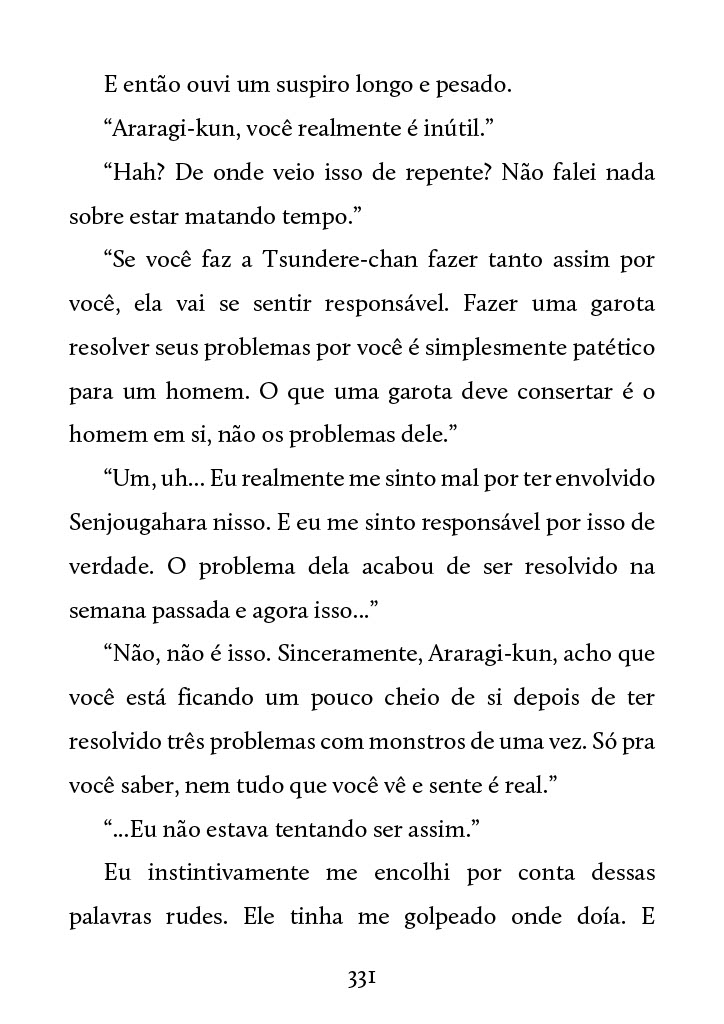 E então ouvi um suspiro longo e pesado.
“Araragi-kun, você realmente é inútil.”
“Hah? De onde veio isso de repente? Não falei nada
sobre estar matando tempo.”
“Se você faz a Tsundere-chan fazer tanto assim por
você, ela vai se sentir responsável. Fazer uma garota
resolver seus problemas por você é simplesmente patético
para um homem. O que uma garota deve consertar é o
homem em si, não os problemas dele.”
“Um, uh... Eu realmente me sinto mal por ter envolvido
Senjougahara nisso. E eu me sinto responsável por isso de
verdade. O problema dela acabou de ser resolvido na
semana passada e agora isso...”
“Não, não é isso. Sinceramente, Araragi-kun, acho que
você está ficando um pouco cheio de si depois de ter
resolvido três problemas com monstros de uma vez. Só pra
você saber, nem tudo que você vê e sente é real.”
“...Eu não estava tentando ser assim.”
Eu instintivamente me encolhi por conta dessas
palavras rudes. Ele tinha me golpeado onde doía. E
331